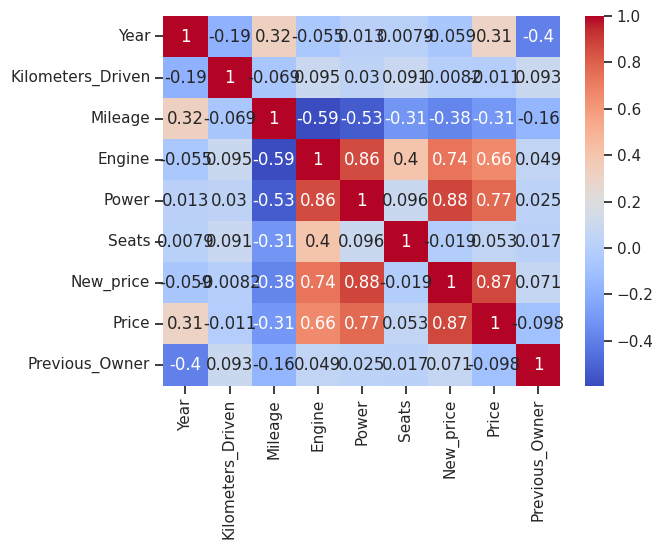 Year 1 -0.19 0.32 -0.055 0.013 0.0079 -0.059 0.31 -0.4
Kilometers_Driven -0.19 1 -0.069 0.095 0.03 0.091 -0.0082 -0.011 0.093
Mileage 0.32 -0.069 1 -0.59 -0.53 -0.31 -0.38 -0.31 -0.16
Engine -0.055 0.095 -0.59 1 0.86 0.4 0.74 0.66 0.049
Power 0.013 0.03 -0.53 0.86 1 0.096 0.88 0.77 0.025
Seats 0.0079 0.091 -0.31 0.4 0.096 1 -0.019 0.053 0.017
New_price -0.059 -0.0082 -0.38 0.74 0.88 -0.019 1 0.87 0.071
Price 0.31 -0.011 -0.31 0.66 0.77 0.053 0.87 1 -0.098
Previous_Owner -0.4 0.093 -0.16 0.049 0.025 0.017 0.071 -0.098 1
Year
Kilometers_Driven
Mileage
Engine
Power
Seats
New_price
Price
Previous_Owner
1.0
0.8
0.6
0.4
0.2
0.0
−0.2
−0.4